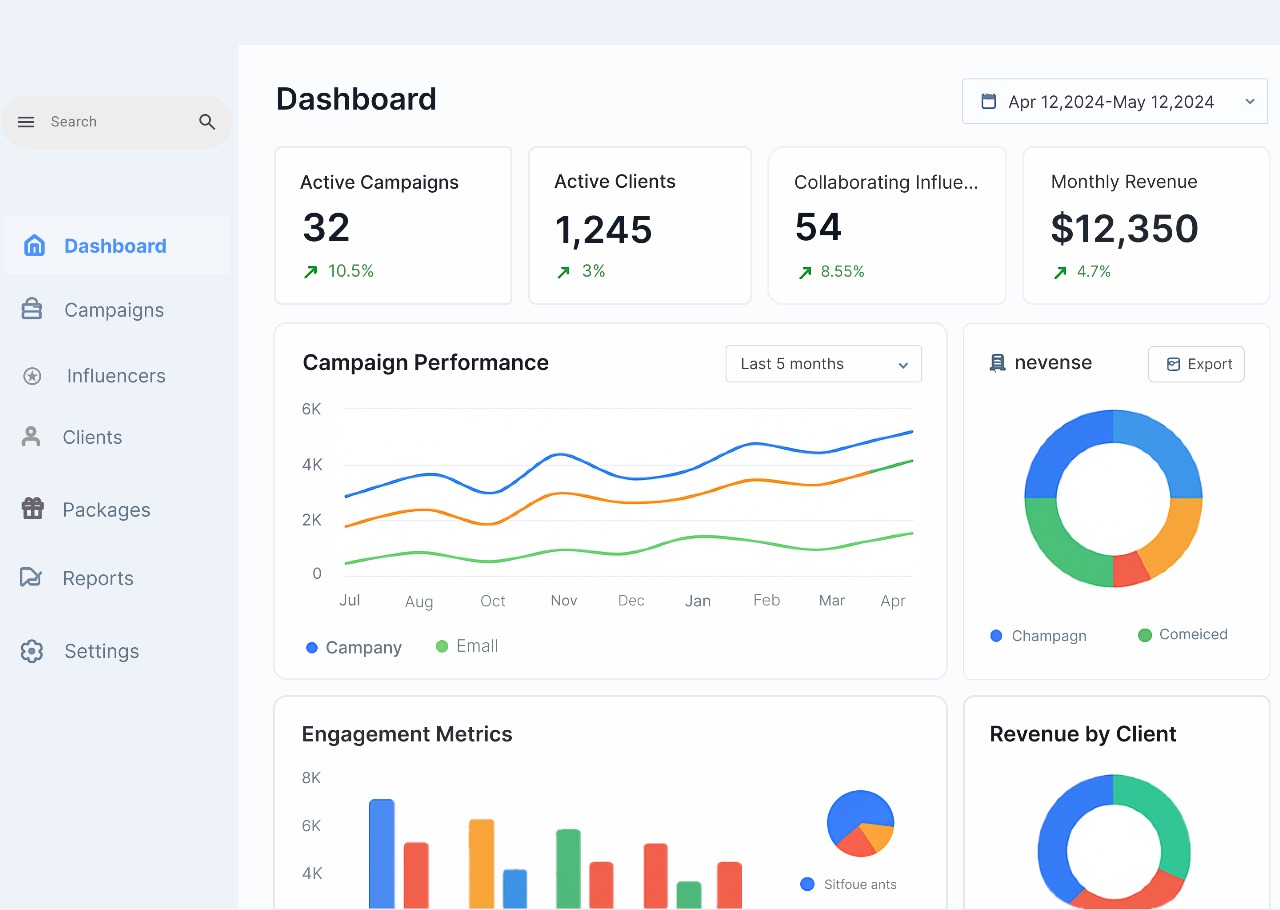 Dashboard
Apr 12,2024-May 12,2024
Search
Dashboard
Campaigns
Influencers
Clients
Packages
Reports
Settings
Active Campaigns
32
10.5%
Active Clients
1,245
3%
Collaborating Influe...
54
8.55%
Monthly Revenue
$12,350
4.7%
Campaign Performance
Last 5 months
6K
4K
2K
0
Jul Aug Oct Nov Dec Jan Feb Mar Apr
Campany Emall
nevense
Export
Champagn Comeiced
Engagement Metrics
8K
6K
4K
Sitfoue ants
Revenue by Client